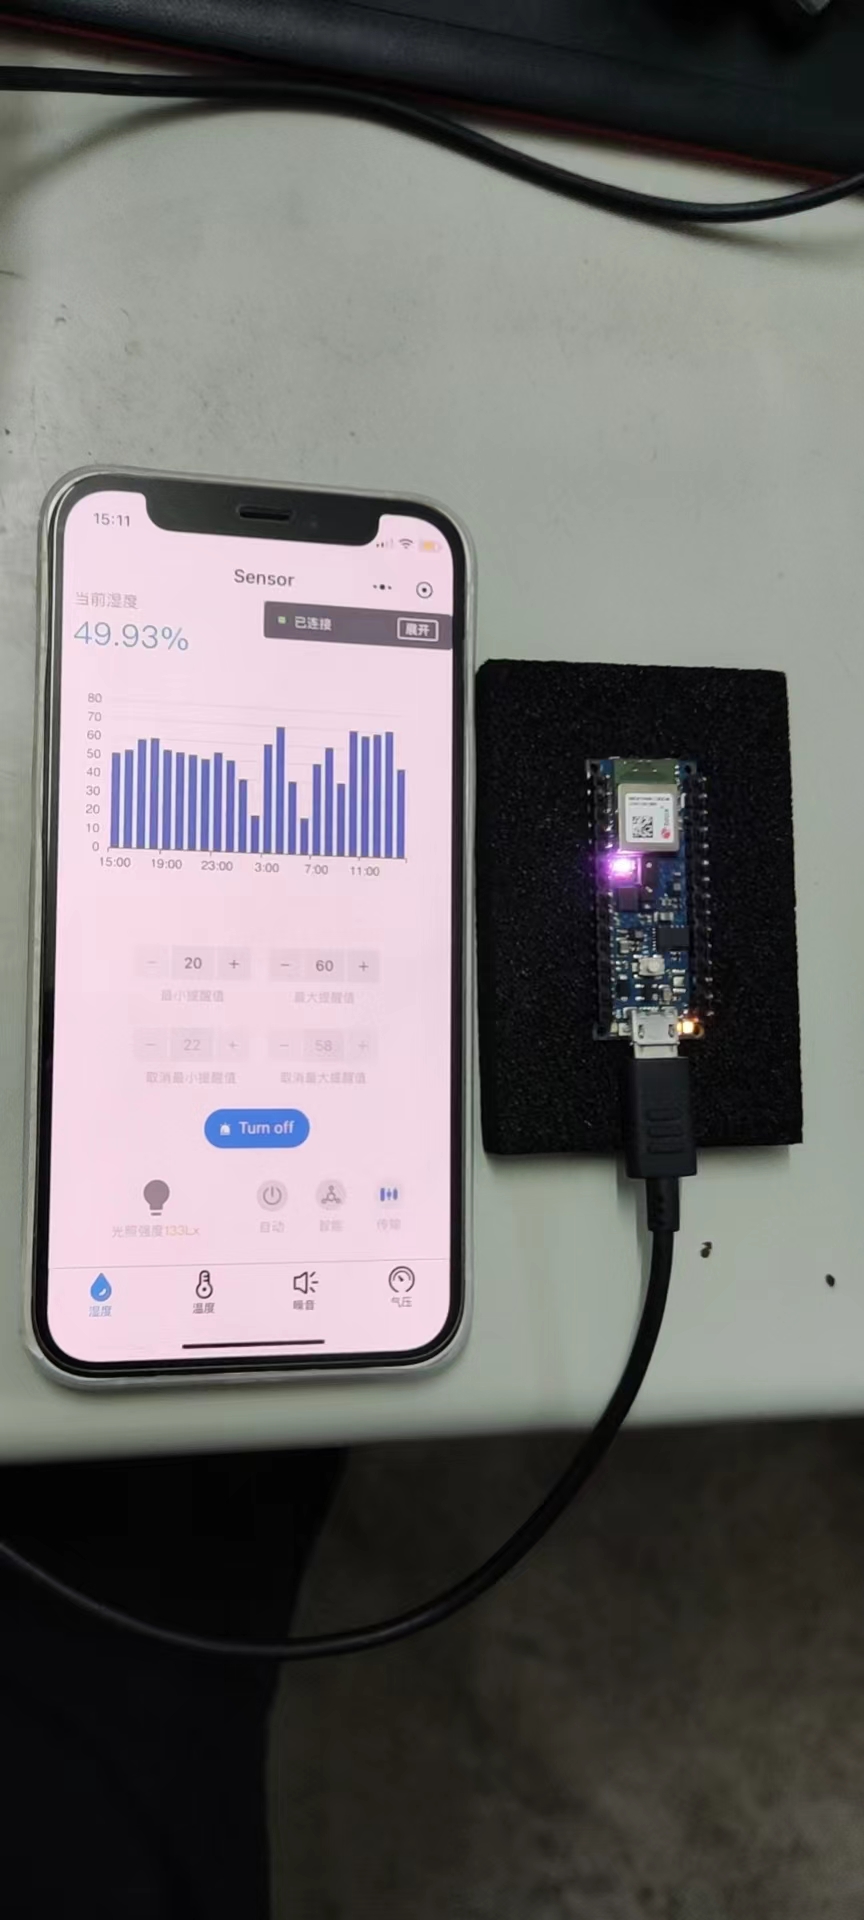 15:11
Sensor
当前湿度
49.93%
已连接
展开
80
70
60
50
40
30
20
10
0
15:00 19:00 23:00 3:00 7:00 11:00
− 20 + − 60 +
最小提醒值 最大提醒值
− 22 + − 58 +
取消最小提醒值 取消最大提醒值
Turn off
光照强度133Lx 自动 智能 传输
湿度 温度 噪音 气压